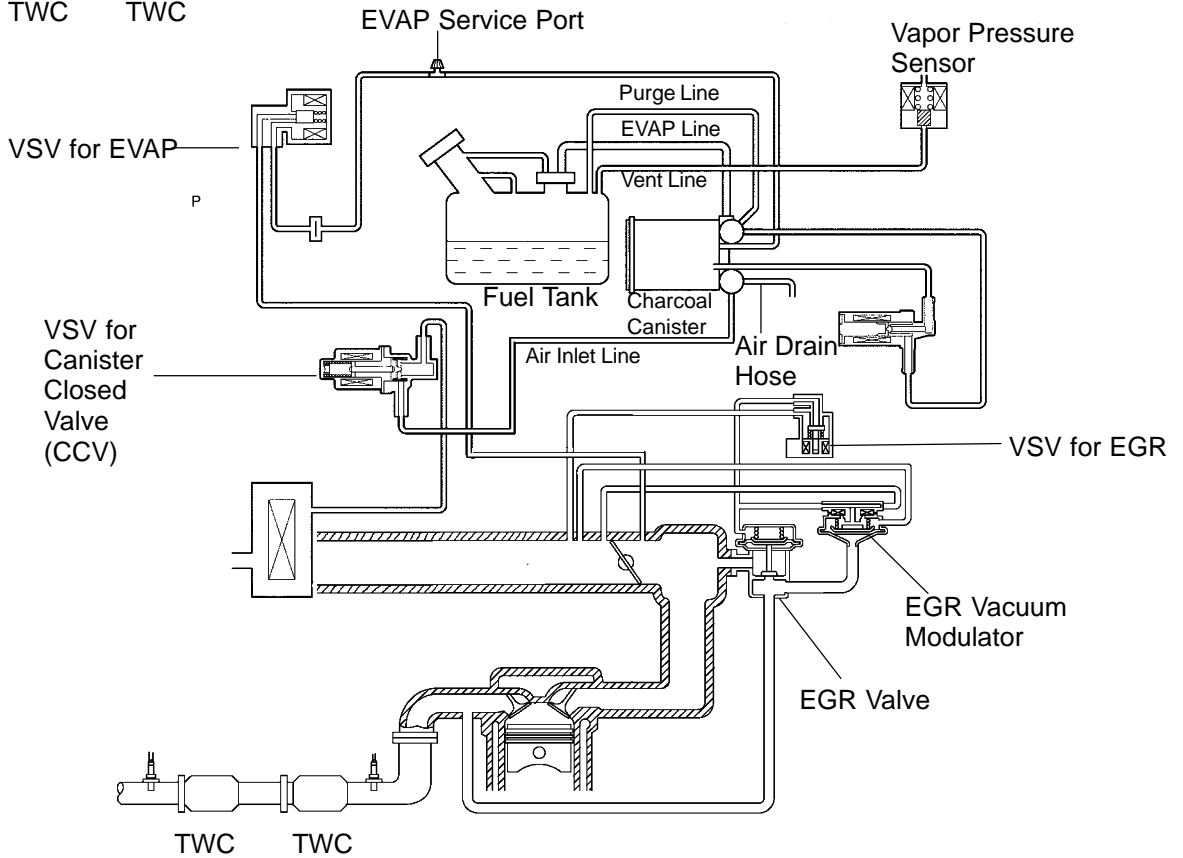 TWC TWC
EVAP Service Port
Vapor Pressure
Sensor
Purge Line
EVAP Line
VSV for EVAP
Vent Line
P
Fuel Tank
Charcoal
Canister
VSV for
Canister
Closed
Valve
(CCV)
Air Inlet Line
Air Drain
Hose
VSV for EGR
EGR Vacuum
Modulator
EGR Valve
TWC TWC